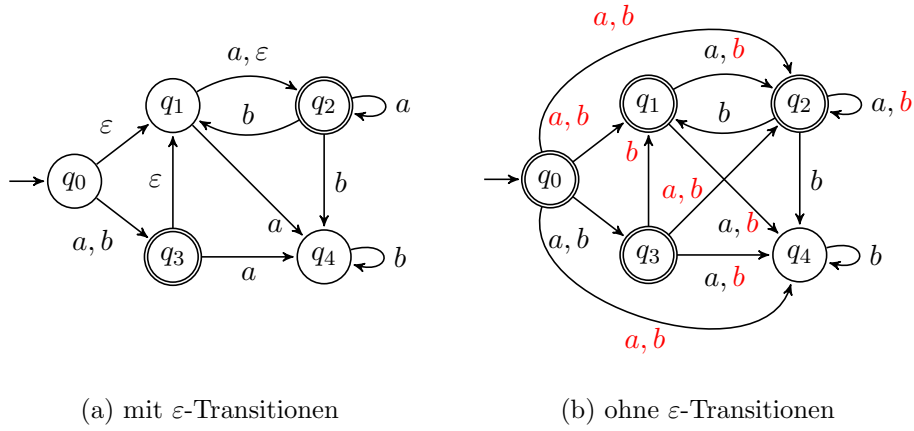 a, b
a, ε
a, b
q1
q2
a
q1
q2
a, b
b
b
ε
a, b
b
q0
ε
b
q0
a, b
b
a, b
a
a, b
a, b
q3
q4
b
q3
q4
b
a
a, b
a, b
(a) mit ε-Transitionen
(b) ohne ε-Transitionen